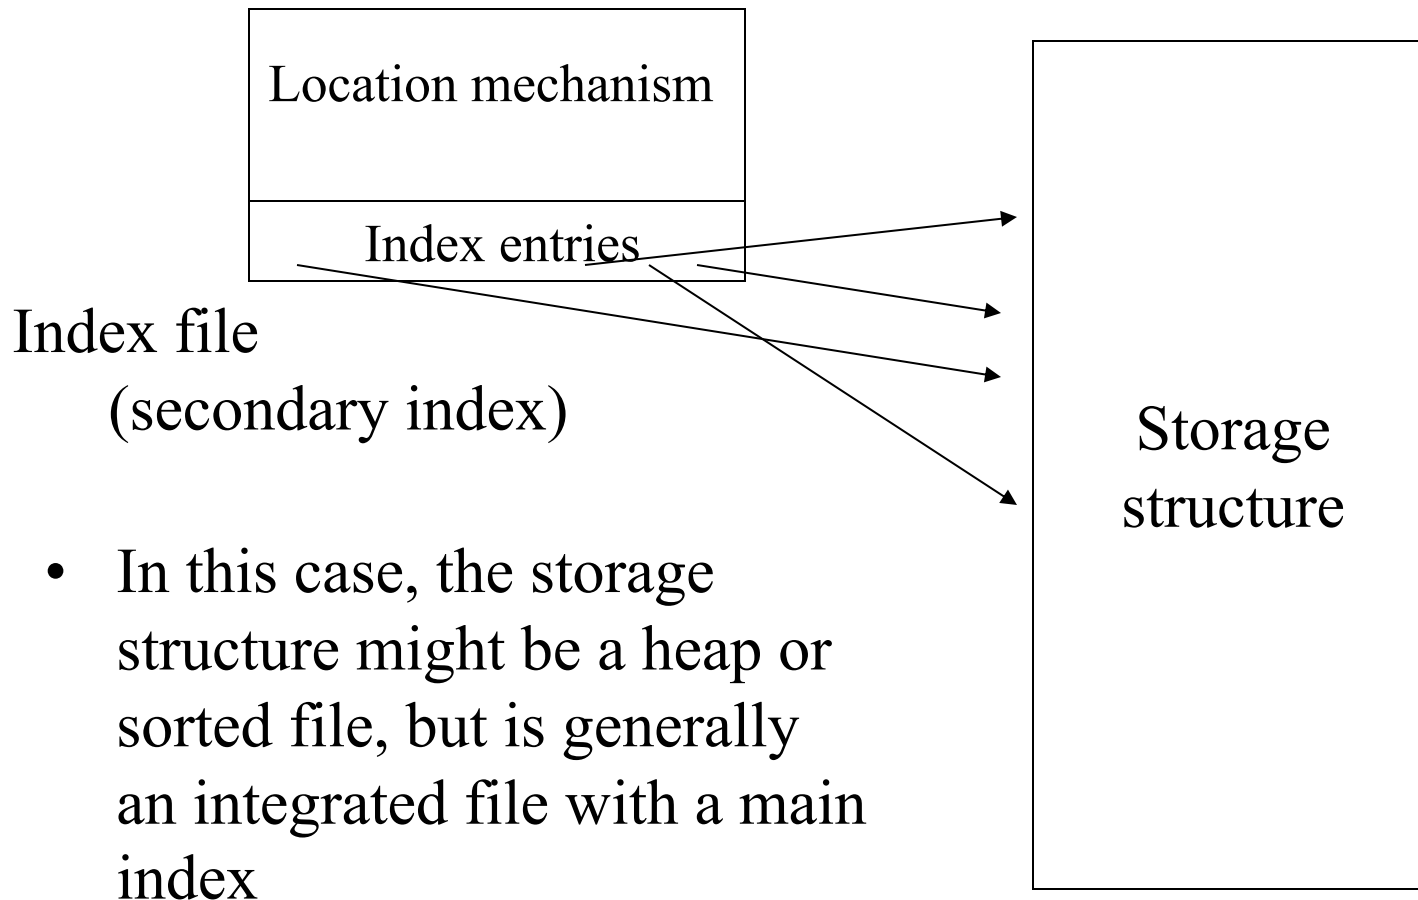 Location mechanism
Index entries
Index file
(secondary index)
Storage
structure
• In this case, the storage
structure might be a heap or
sorted file, but is generally
an integrated file with a main
index